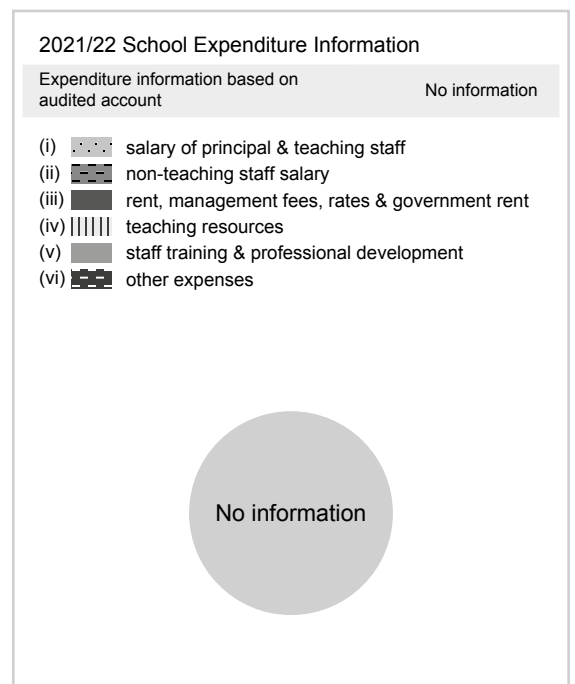 2021/22 School Expenditure Information
Expenditure information based on
audited account
No information
(i) salary of principal & teaching staff
(ii) non-teaching staff salary
(iii) rent, management fees, rates & government rent
(iv) teaching resources
(v) staff training & professional development
(vi) other expenses
No information